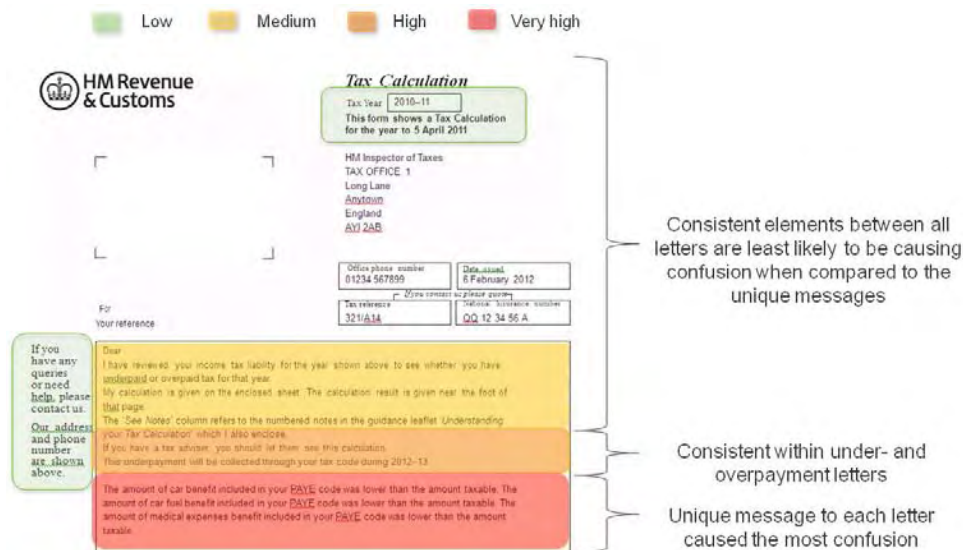 Low Medium High Very high
HM Revenue
& Customs
Tax Calculation
Tax Year 2010–11
This form shows a Tax Calculation
for the year to 5 April 2011
HM Inspector of Taxes
TAX OFFICE 1
Long Lane
Anytown
England
AYI 2AB
Office phone number
01234 567899
Date issued
6 February 2012
If you contact us please quote
Tax reference
321/A14
National Insurance number
QQ 12 34 56 A
For
Your reference
If you
have any
queries
or need
help, please
contact us.
Our address
and phone
number
are shown
above.
Dear
I have reviewed your income tax liability for the year shown above to see whether you have
underpaid or overpaid tax for that year
My calculation is given on the enclosed sheet. The calculation result is given near the foot of
that page.
The 'See Notes' column refers to the numbered notes in the guidance leaflet 'Understanding
your Tax Calculation' which I also enclose.
If you have a tax adviser, you should let them see this calculation.
This underpayment will be collected through your tax code during 2012–13
The amount of car benefit included in your PAYE code was lower than the amount taxable. The
amount of car fuel benefit included in your PAYE code was lower than the amount taxable. The
amount of medical expenses benefit included in your PAYE code was lower than the amount
taxable.
Consistent elements between all
letters are least likely to be causing
confusion when compared to the
unique messages
Consistent within under- and
overpayment letters
Unique message to each letter
caused the most confusion